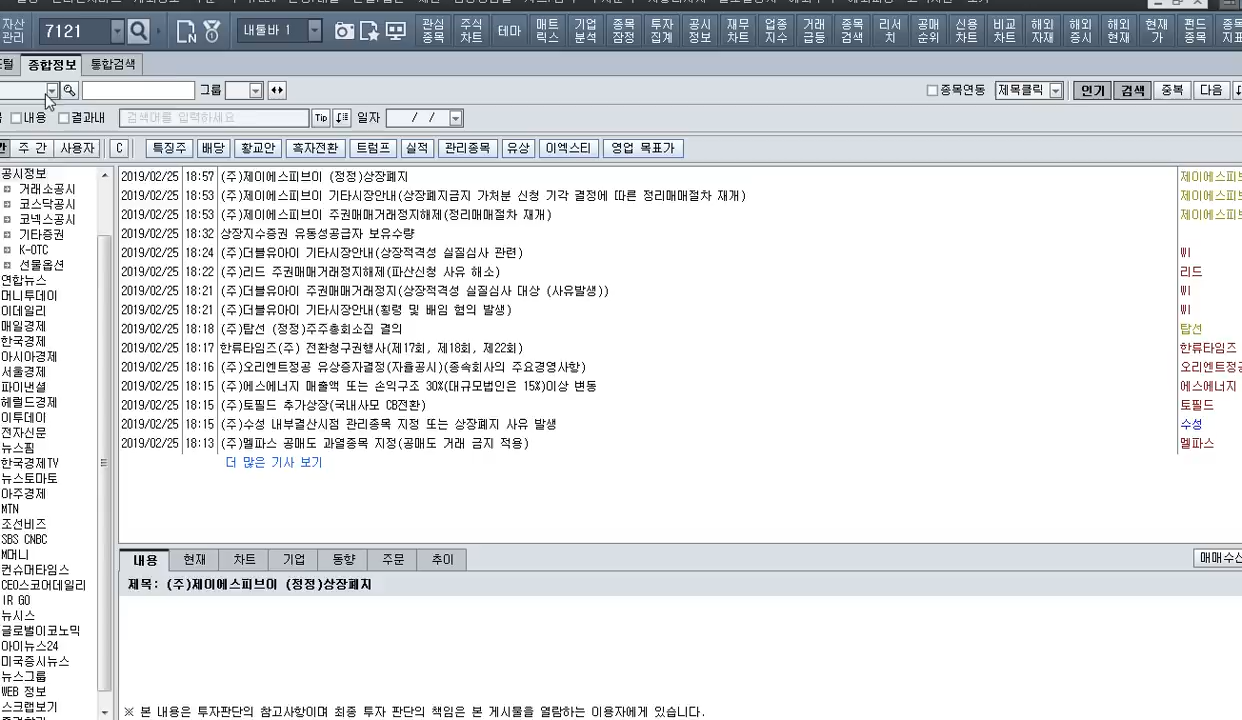 자산 관리 7121 내툴바 1 관심 종목 주식 차트 테마 매트 릭스 기업 분석 종목 잠정 투자 집계 공시 정보 재무 차트 업종 지수 거래 급등 종목 검색 리서 치 공매 순위 신용 차트 비교 차트 해외 자재 해외 증시 해외 현재 현재 가 펀드 종목
종합정보 통합검색
그룹 종목연동 제목클릭 인기 검색 중복 다음
내용 결과내 검색어를 입력하세요 Tip 일자 / /
주 간 사용자 C 특징주 배당 황교안 흑자전환 트럼프 실적 관리종목 유상 이엑스티 영업 목표가
공시정보
거래소공시
코스닥공시
코넥스공시
기타증권
K-OTC
선물옵션
연합뉴스
머니투데이
이데일리
매일경제
한국경제
아시아경제
서울경제
파이낸셜
헤럴드경제
이투데이
전자신문
뉴스핌
한국경제TV
뉴스토마토
아주경제
MTN
조선비즈
SBS CNBC
M머니
컨슈머타임스
CEO스코어데일리
IR GO
뉴시스
글로벌이코노믹
아이뉴스24
미국증시뉴스
뉴스그룹
WEB 정보
스크랩보기
2019/02/25 18:57 (주)제이에스피브이 (정정)상장폐지 제이에스피브
2019/02/25 18:53 (주)제이에스피브이 기타시장안내(상장폐지금지 가처분 신청 기각 결정에 따른 정리매매절차 재개) 제이에스피브
2019/02/25 18:53 (주)제이에스피브이 주권매매거래정지해제(정리매매절차 재개) 제이에스피브
2019/02/25 18:32 상장지수증권 유동성공급자 보유수량
2019/02/25 18:24 (주)더블유아이 기타시장안내(상장적격성 실질심사 관련) WI
2019/02/25 18:22 (주)리드 주권매매거래정지해제(파산신청 사유 해소) 리드
2019/02/25 18:21 (주)더블유아이 주권매매거래정지(상장적격성 실질심사 대상 (사유발생)) WI
2019/02/25 18:21 (주)더블유아이 기타시장안내(횡령 및 배임 혐의 발생) WI
2019/02/25 18:18 (주)탑선 (정정)주주총회소집 결의 탑선
2019/02/25 18:17 한류타임즈(주) 전환청구권행사(제17회, 제18회, 제22회) 한류타임즈
2019/02/25 18:16 (주)오리엔트정공 유상증자결정(자율공시)(종속회사의 주요경영사항) 오리엔트정공
2019/02/25 18:15 (주)에스에너지 매출액 또는 손익구조 30%(대규모법인은 15%)이상 변동 에스에너지
2019/02/25 18:15 (주)토필드 추가상장(국내사모 CB전환) 토필드
2019/02/25 18:15 (주)수성 내부결산시점 관리종목 지정 또는 상장폐지 사유 발생 수성
2019/02/25 18:13 (주)멜파스 공매도 과열종목 지정(공매도 거래 금지 적용) 멜파스
더 많은 기사 보기
내용 현재 차트 기업 동향 주문 추이 매매수신
제목: (주)제이에스피브이 (정정)상장폐지
※ 본 내용은 투자판단의 참고사항이며 최종 투자 판단의 책임은 본 게시물을 열람하는 이용자에게 있습니다.